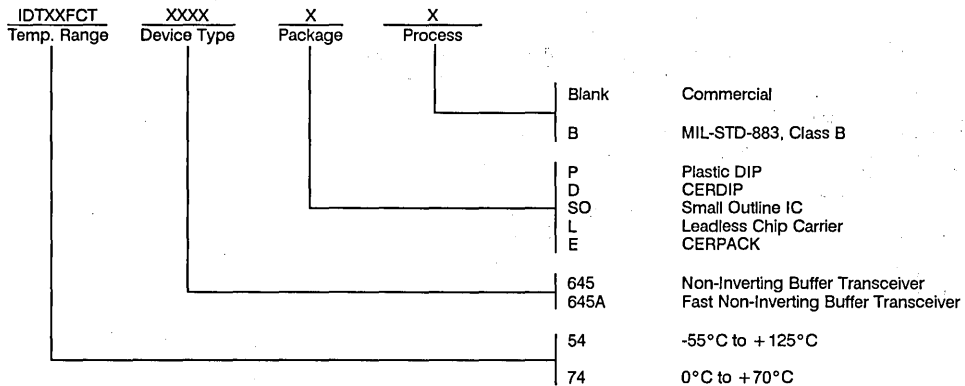 IDTXXFCT XXXX X X
Temp. Range Device Type Package Process
Blank Commercial
B MIL-STD-883, Class B
P Plastic DIP
D CERDIP
SO Small Outline IC
L Leadless Chip Carrier
E CERPACK
645 Non-Inverting Buffer Transceiver
645A Fast Non-Inverting Buffer Transceiver
54 -55°C to +125°C
74 0°C to +70°C